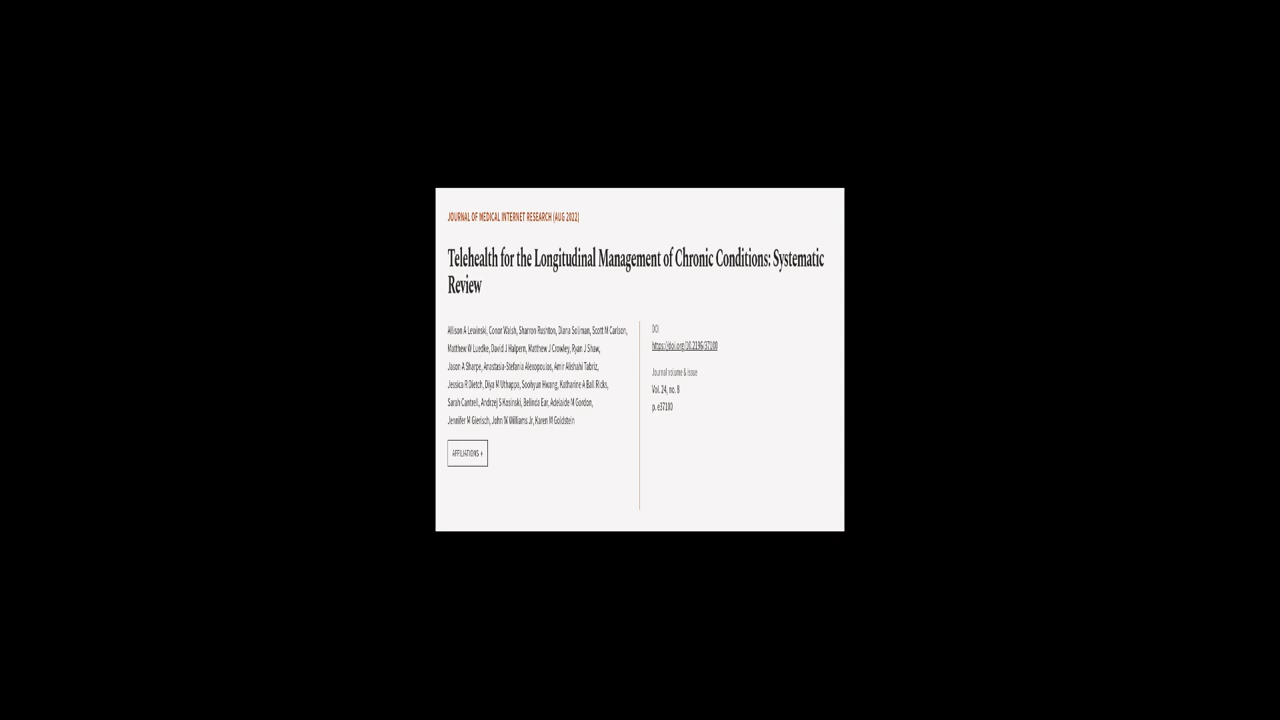 JOURNAL OF MEDICAL INTERNET RESEARCH (AUG 2022)
Telehealth for the Longitudinal Management of Chronic Conditions: Systematic
Review
Allison A Lewinski, Conor Walsh, Sharron Rushton, Diana Soliman, Scott M Carlson,
Matthew W Luedke, David J Halpern, Matthew J Crowley, Ryan J Shaw,
Jason A Sharpe, Anastasia-Stefania Alexopoulos, Amir Alishahi Tabriz,
Jessica R Dietch, Diya M Uthappa, Soohyun Hwang, Katharine A Ball Ricks,
Sarah Cantrell, Andrzej S Kosinski, Belinda Ear, Adelaide M Gordon,
Jennifer M Gierisch, John W Williams Jr, Karen M Goldstein
AFFILIATIONS +
DOI
https://doi.org/10.2196/37100
Journal volume & issue
Vol. 24, no. 8
p. e37100